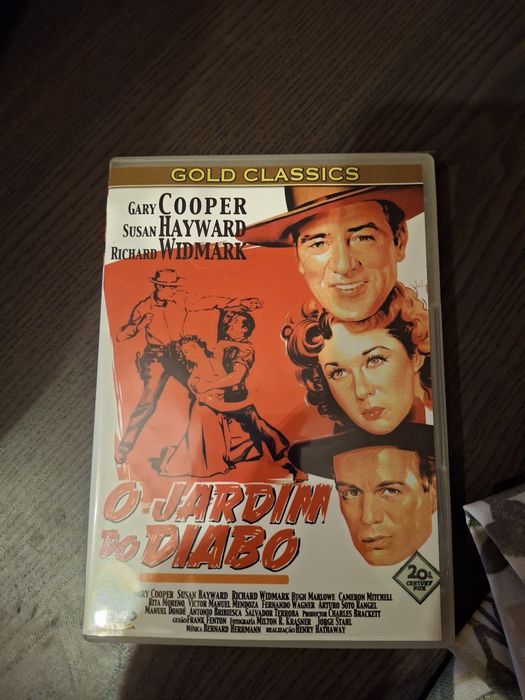 GOLD CLASSICS
GARY COOPER
SUSAN HAYWARD
RICHARD WIDMARK
O JARDIM
DO DIABO
20th
CENTURY
FOX
GARY COOPER SUSAN HAYWARD RICHARD WIDMARK HUGH MARLOWE CAMERON MITCHELL
RITA MORENO VICTOR MANUEL MENDOZA FERNANDO WAGNER ARTURO SOTO RANGEL
MANUEL DONDÉ ANTONIO BRIBIESCA SALVADOR TERROBA PRODUCTOR CHARLES BRACKETT
GUIÃO FRANK FENTON FOTOGRAFIA MILTON R. KRASNER JORGE STAHL
MÚSICA BERNARD HERRMANN REALIZAÇÃO HENRY HATHAWAY